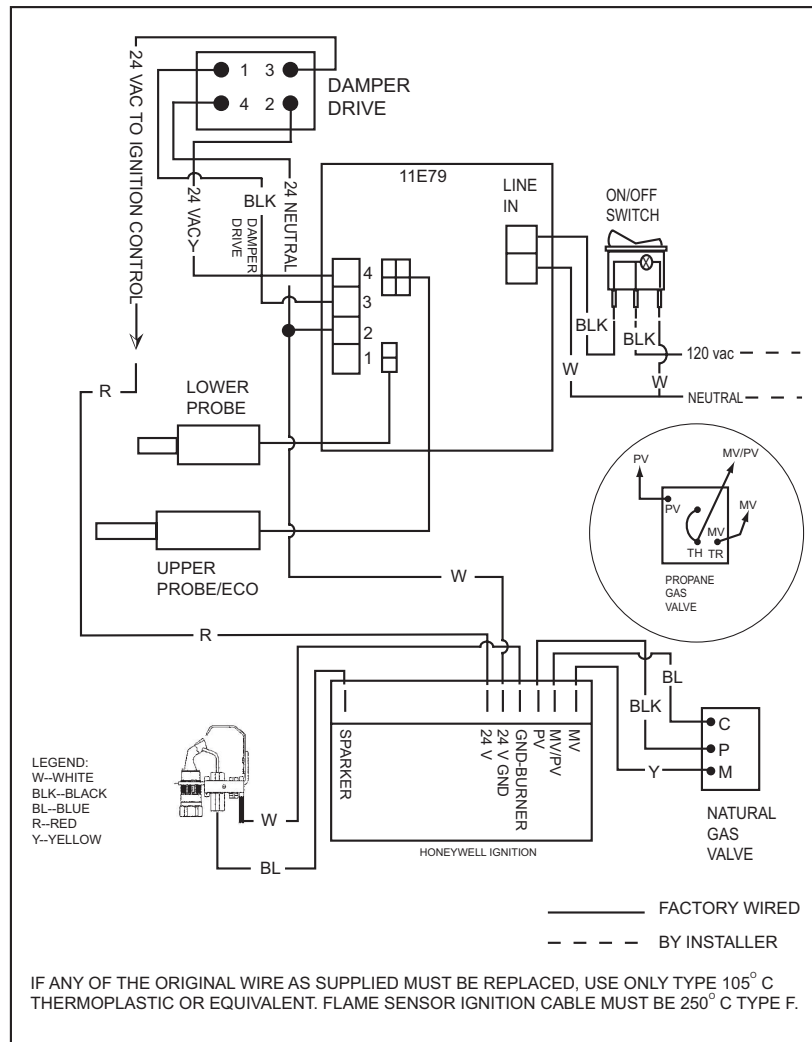 24 VAC TO IGNITION CONTROL
1 3
4 2
DAMPER
DRIVE
24 VAC
Y
BLK
DAMPER
DRIVE
24 NEUTRAL
11E79
LINE
IN
4
3
2
1
ON/OFF
SWITCH
X
BLK
BLK
W
W
120 vac
NEUTRAL
R
LOWER
PROBE
UPPER
PROBE/ECO
PV
MV/PV
MV
PV
MV
TH TR
PROPANE
GAS
VALVE
W
R
BL
BLK
Y
SPARKER
24 V
24 V GND
GND-BURNER
PV
MV/PV
MV
HONEYWELL IGNITION
C
P
M
NATURAL
GAS
VALVE
LEGEND:
W--WHITE
BLK--BLACK
BL--BLUE
R--RED
Y--YELLOW
W
BL
FACTORY WIRED
BY INSTALLER
IF ANY OF THE ORIGINAL WIRE AS SUPPLIED MUST BE REPLACED, USE ONLY TYPE 105° C
THERMOPLASTIC OR EQUIVALENT. FLAME SENSOR IGNITION CABLE MUST BE 250° C TYPE F.